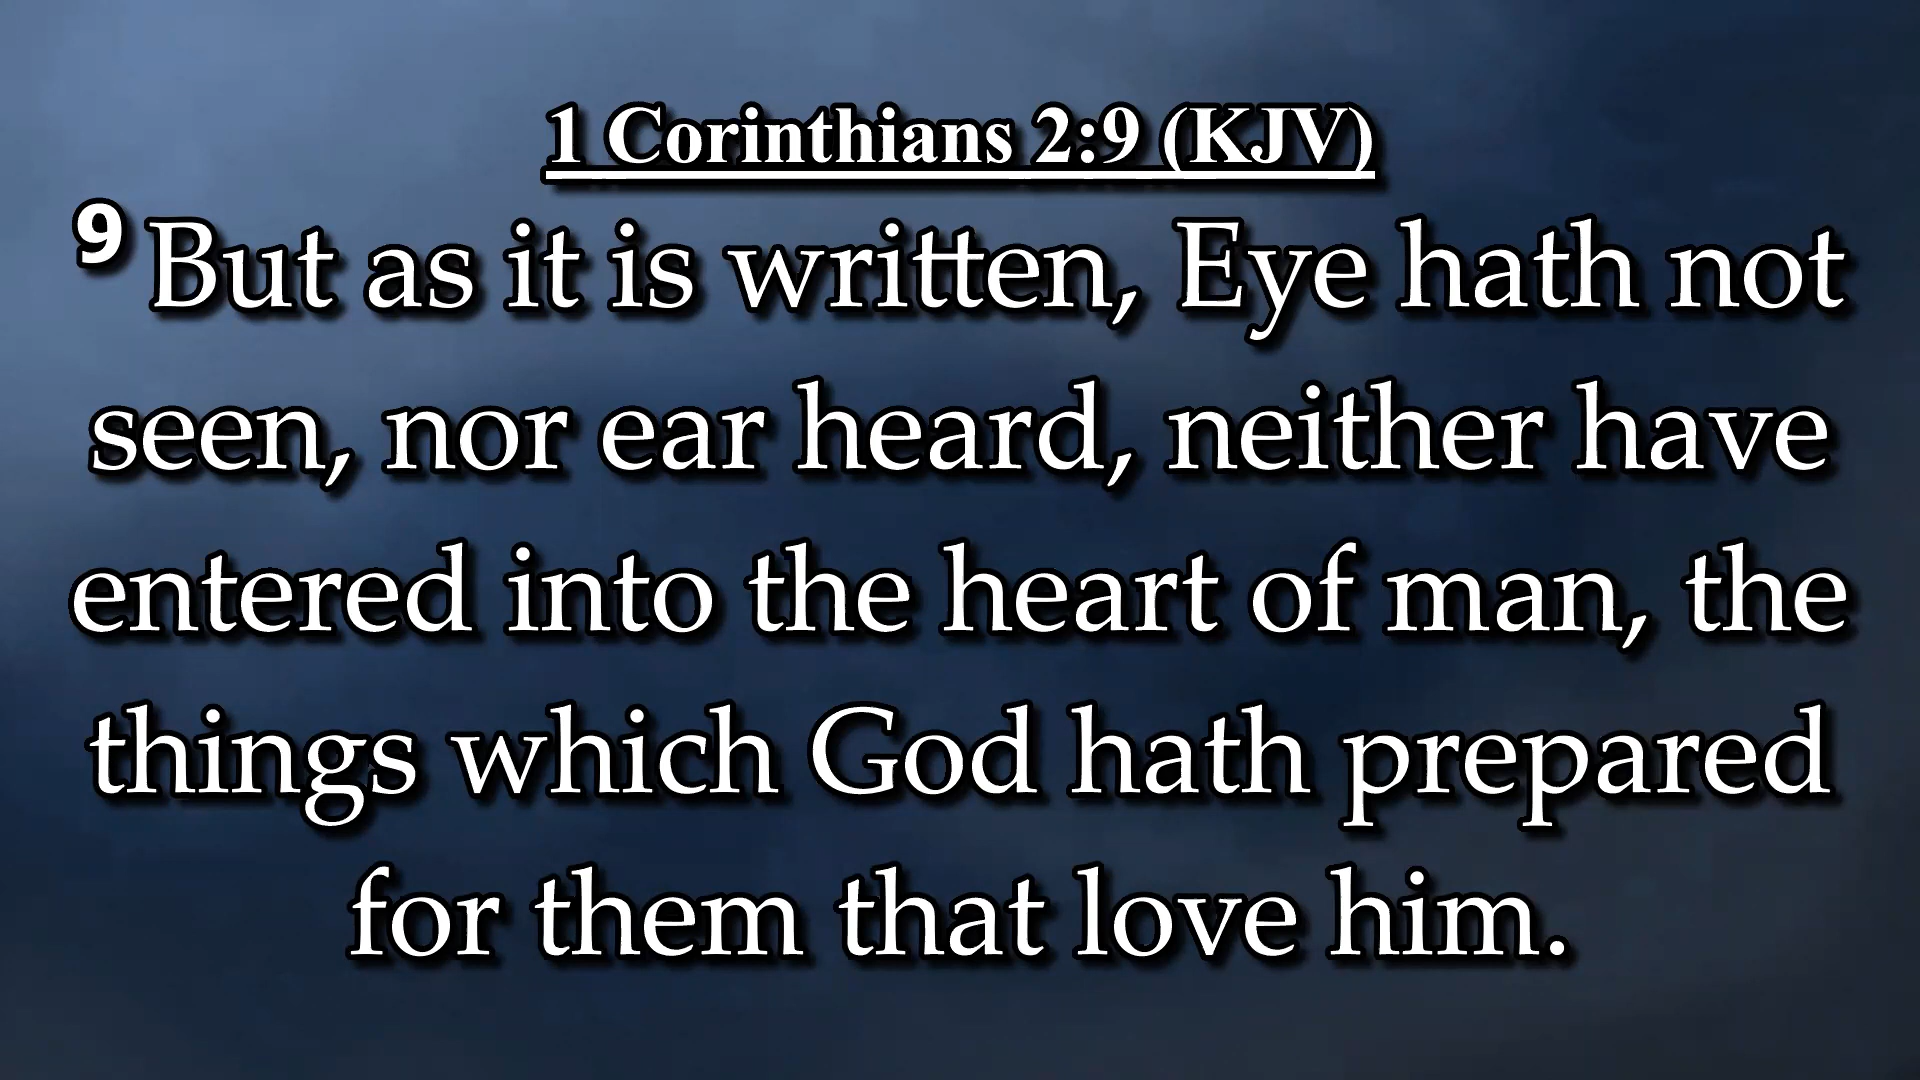 1 Corinthians 2:9 (KJV)
9 But as it is written, Eye hath not
seen, nor ear heard, neither have
entered into the heart of man, the
things which God hath prepared
for them that love him.